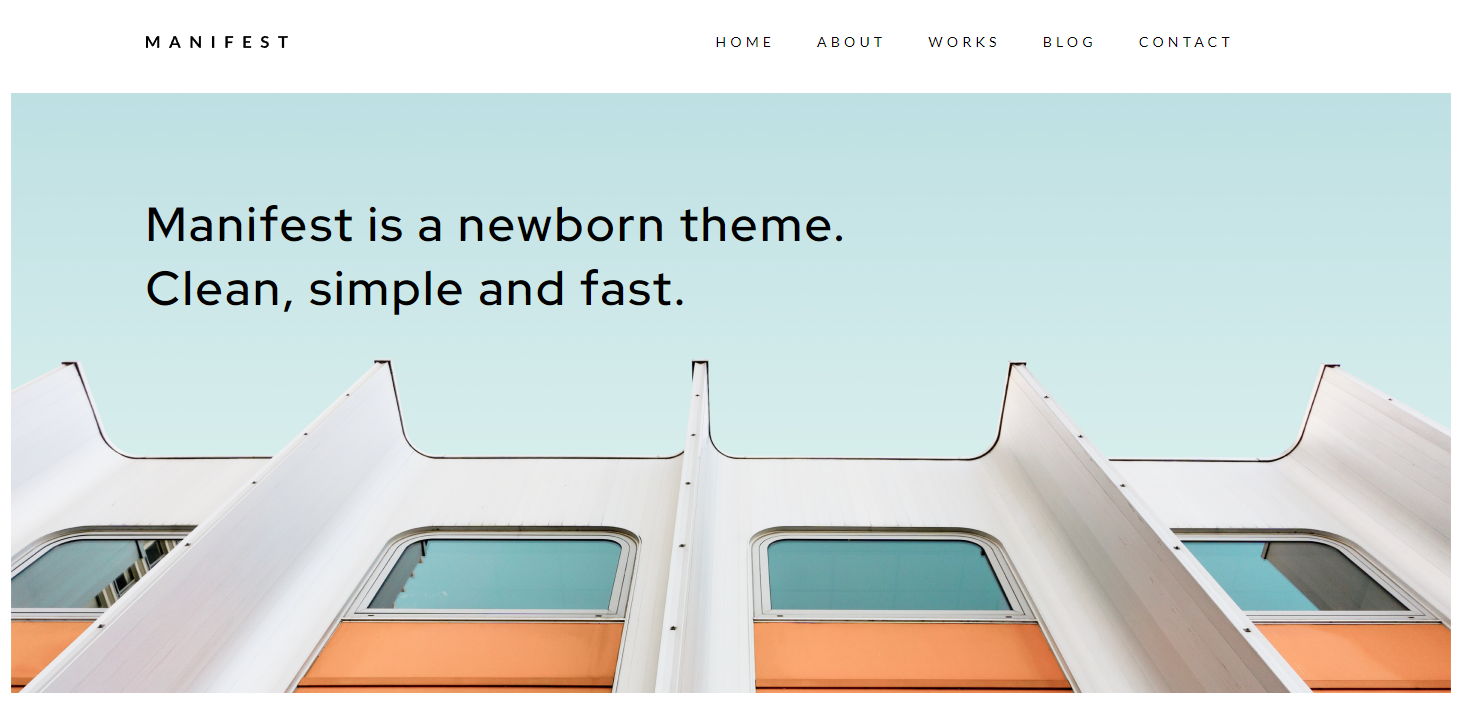 MANIFEST
HOME ABOUT WORKS BLOG CONTACT
Manifest is a newborn theme.
Clean, simple and fast.